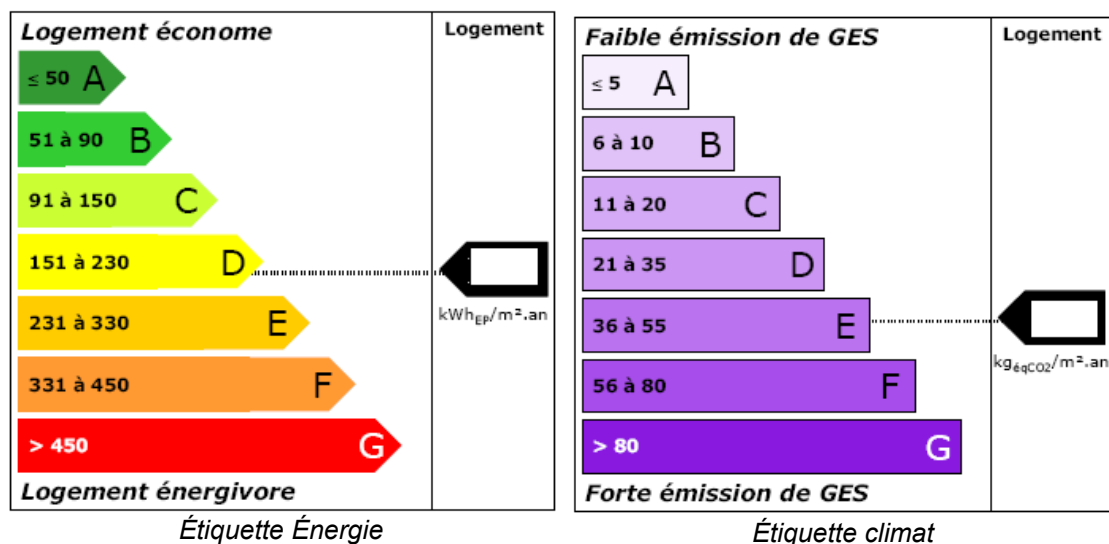 Logement économe
Logement
≤ 50 A
51 à 90 B
91 à 150 C
151 à 230 D
231 à 330 E
331 à 450 F
> 450 G
kWhEP/m².an
Logement énergivore
Étiquette Énergie
Faible émission de GES
Logement
≤ 5 A
6 à 10 B
11 à 20 C
21 à 35 D
36 à 55 E
56 à 80 F
> 80 G
kgéqCO2/m².an
Forte émission de GES
Étiquette climat